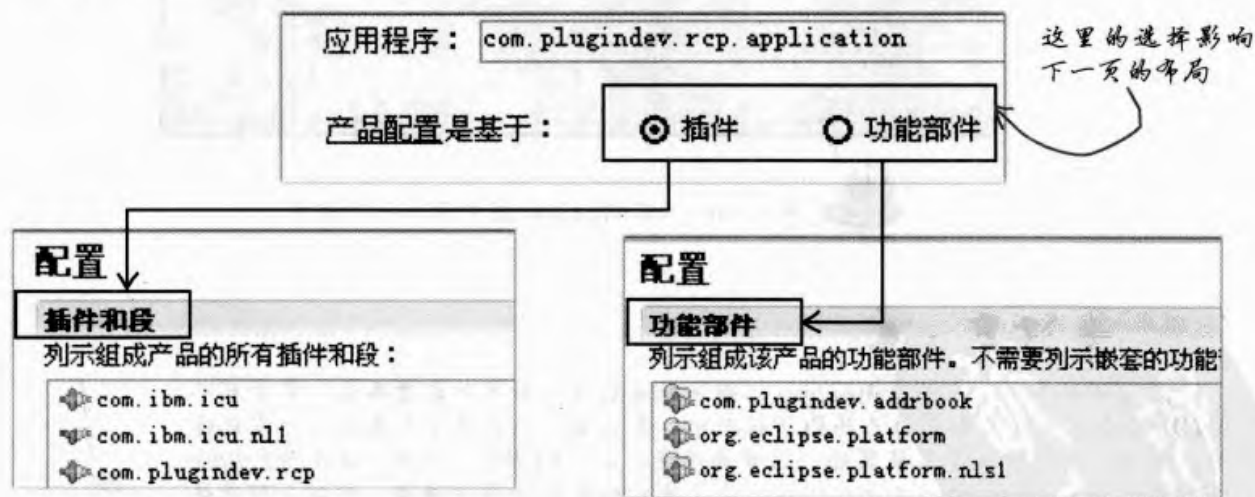 应用程序： com.plugindev.rcp.application
这里的选择影响
下一页的布局
产品配置是基于： 插件 功能部件
配置
插件和段
列示组成产品的所有插件和段：
com.ibm.icu
com.ibm.icu.nl1
com.plugindev.rcp
配置
功能部件
列示组成该产品的功能部件。不需要列示嵌套的功能
com.plugindev.addrbook
org.eclipse.platform
org.eclipse.platform.nls1